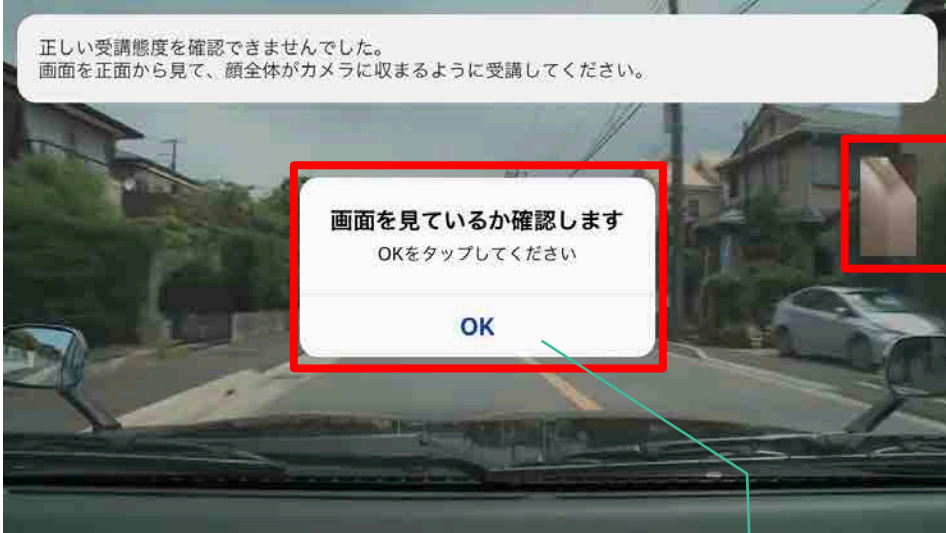 正しい受講態度を確認できませんでした。
画面を正面から見て、顔全体がカメラに収まるように受講してください。
画面を見ているか確認します
OKをタップしてください
OK